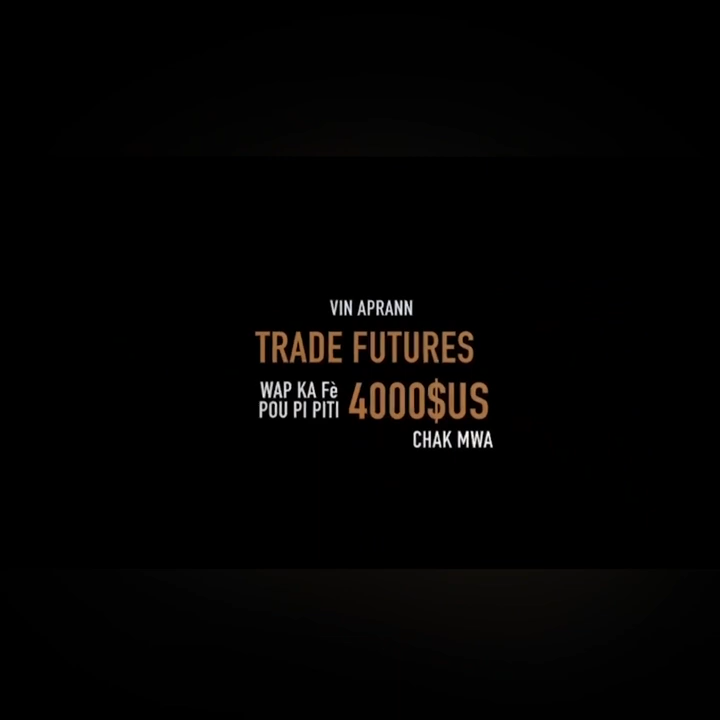 VIN APRANN
TRADE FUTURES
WAP KA Fè
POU PI PITI 4000$US
CHAK MWA